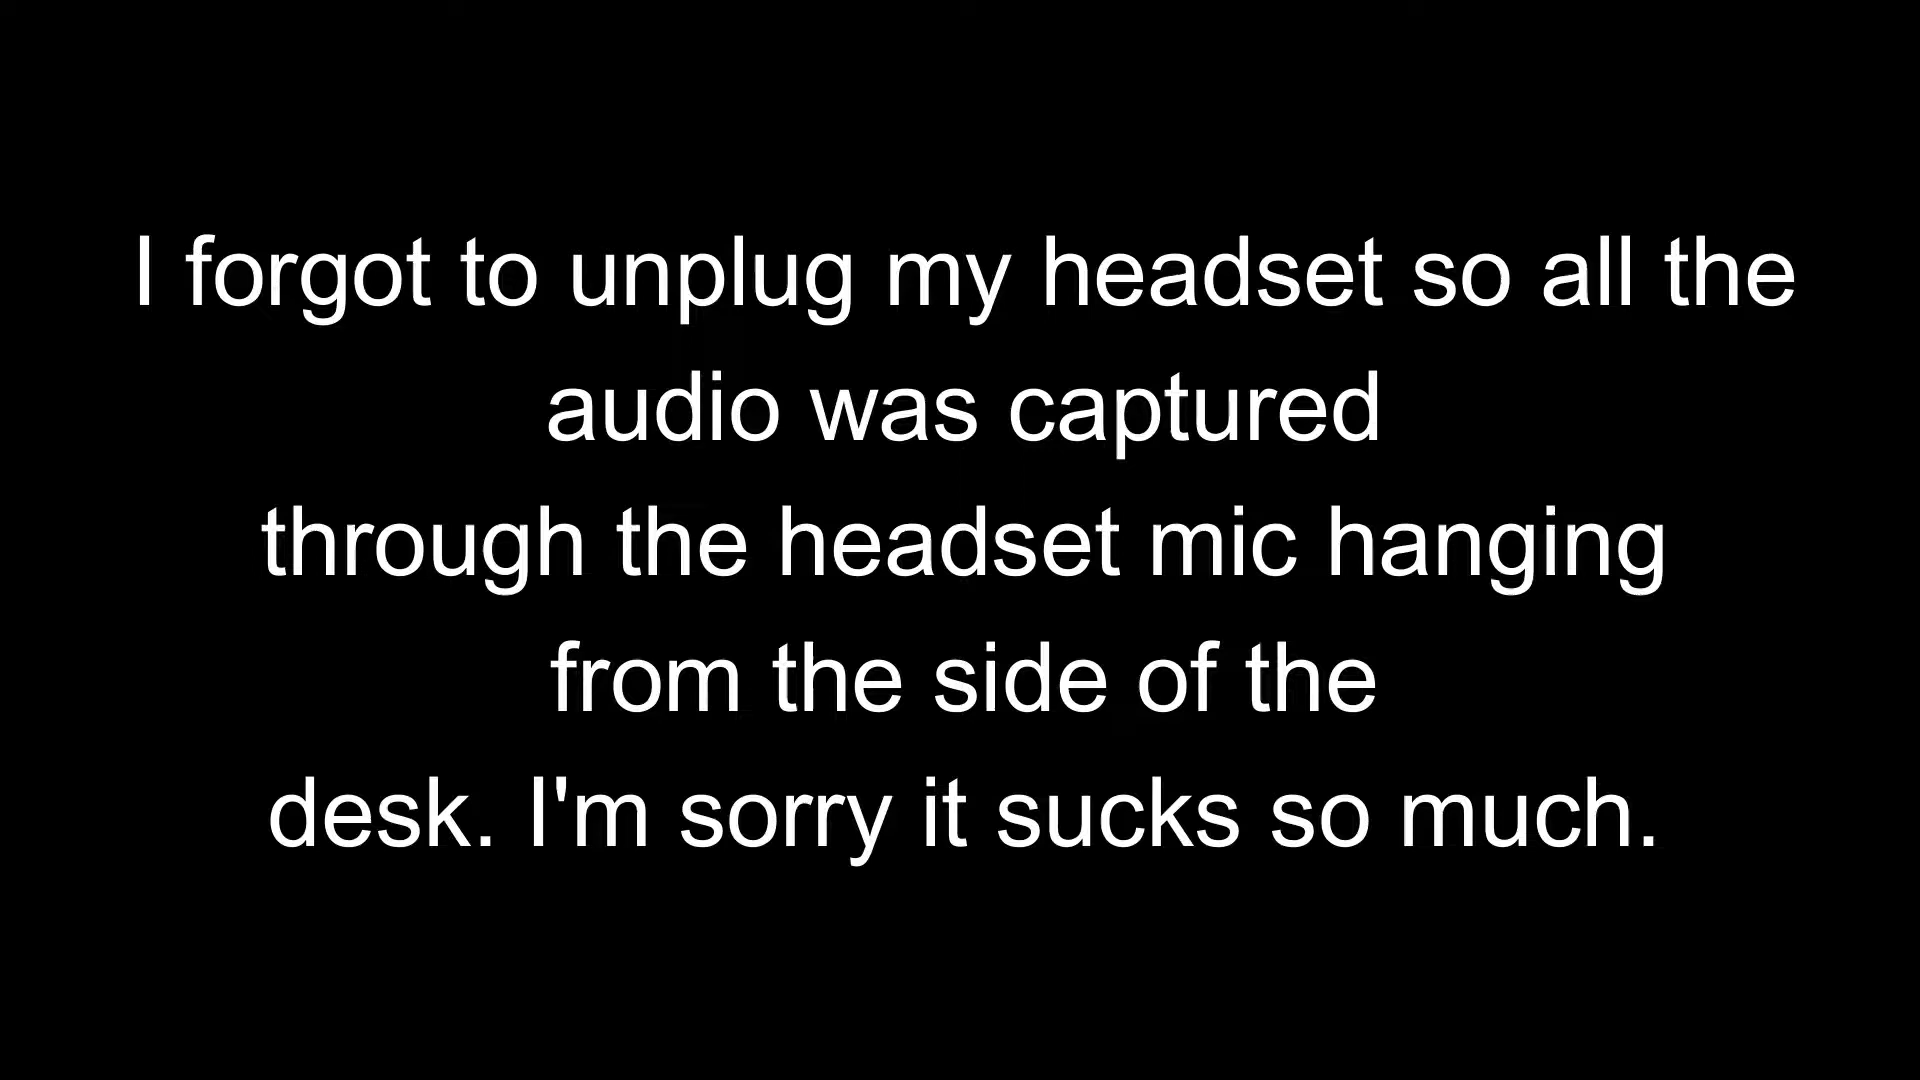 I forgot to unplug my headset so all the
audio was captured
through the headset mic hanging
from the side of the
desk. I'm sorry it sucks so much.